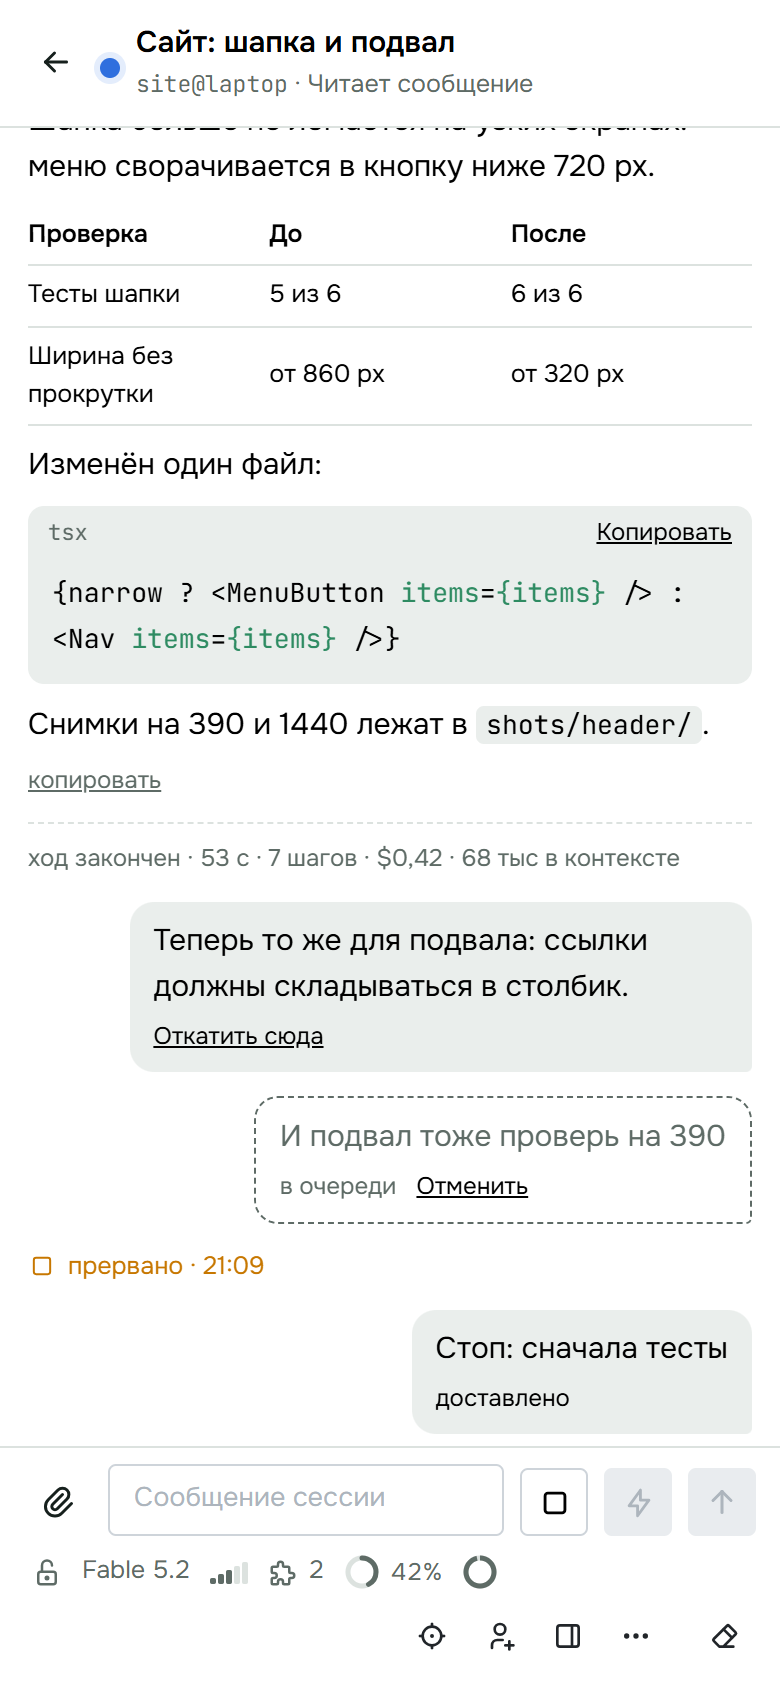 Сайт: шапка и подвал
site@laptop · Читает сообщение
меню сворачивается в кнопку ниже 720 px.
Проверка До После
Тесты шапки 5 из 6 6 из 6
Ширина без прокрутки от 860 px от 320 px
Изменён один файл:
tsx Копировать
{narrow ? <MenuButton items={items} /> :
<Nav items={items} />}
Снимки на 390 и 1440 лежат в shots/header/.
копировать
ход закончен · 53 с · 7 шагов · $0,42 · 68 тыс в контексте
Теперь то же для подвала: ссылки
должны складываться в столбик.
Откатить сюда
И подвал тоже проверь на 390
в очереди Отменить
прервано · 21:09
Стоп: сначала тесты
доставлено
Сообщение сессии
Fable 5.2 2 42%